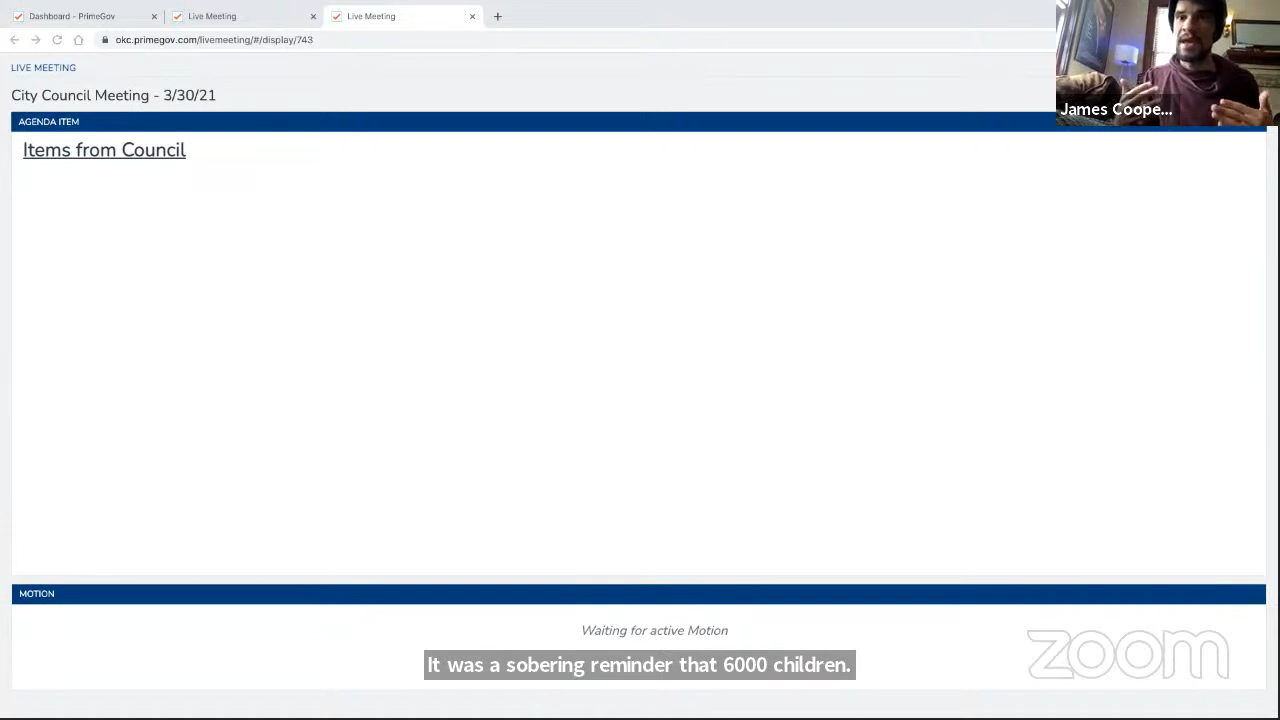 Dashboard - PrimeGov
Live Meeting
Live Meeting
okc.primegov.com/livemeeting/#/display/743
LIVE MEETING
City Council Meeting - 3/30/21
AGENDA ITEM
James Coope...
Items from Council
MOTION
Waiting for active Motion
It was a sobering reminder that 6000 children.
zoom